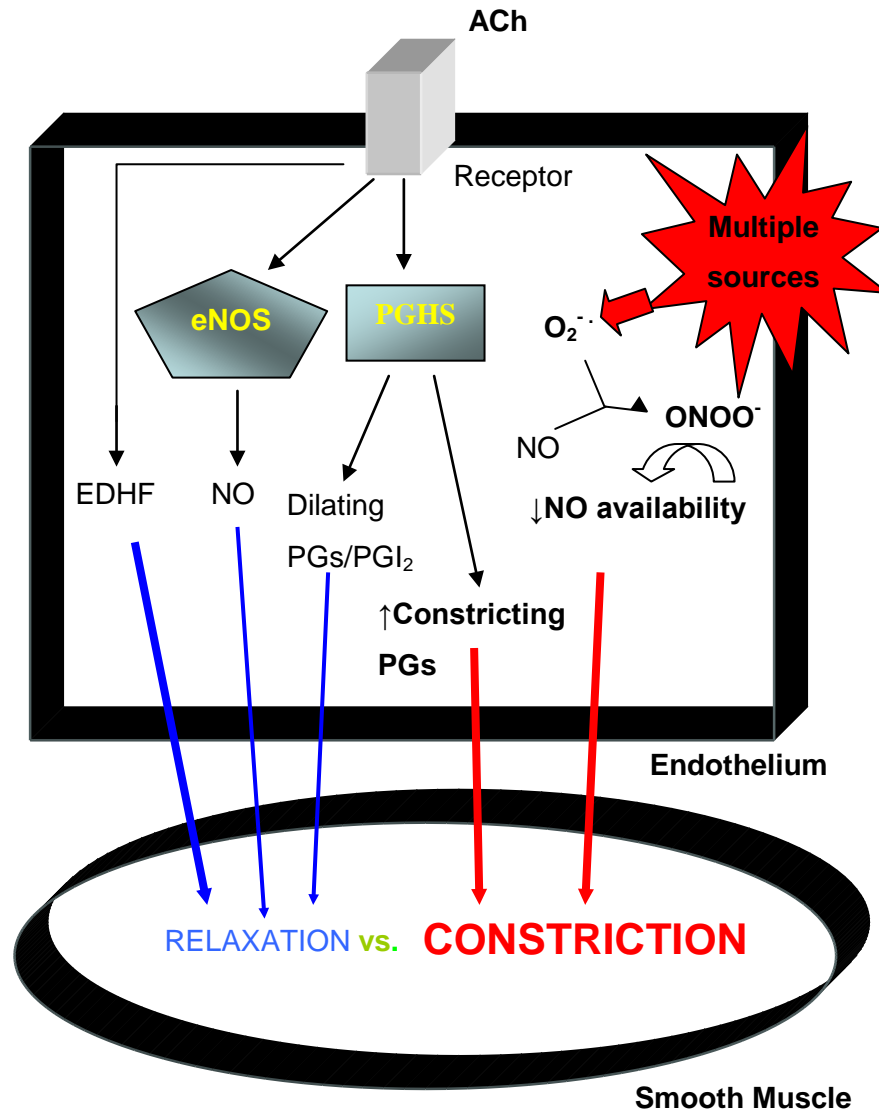 ACh
Receptor
Multiple
sources
eNOS
PGHS
O₂⁻·
ONOO⁻
NO
EDHF
NO
Dilating
PGs/PGI₂
↓NO availability
↑Constricting
PGs
Endothelium
RELAXATION vs. CONSTRICTION
Smooth Muscle